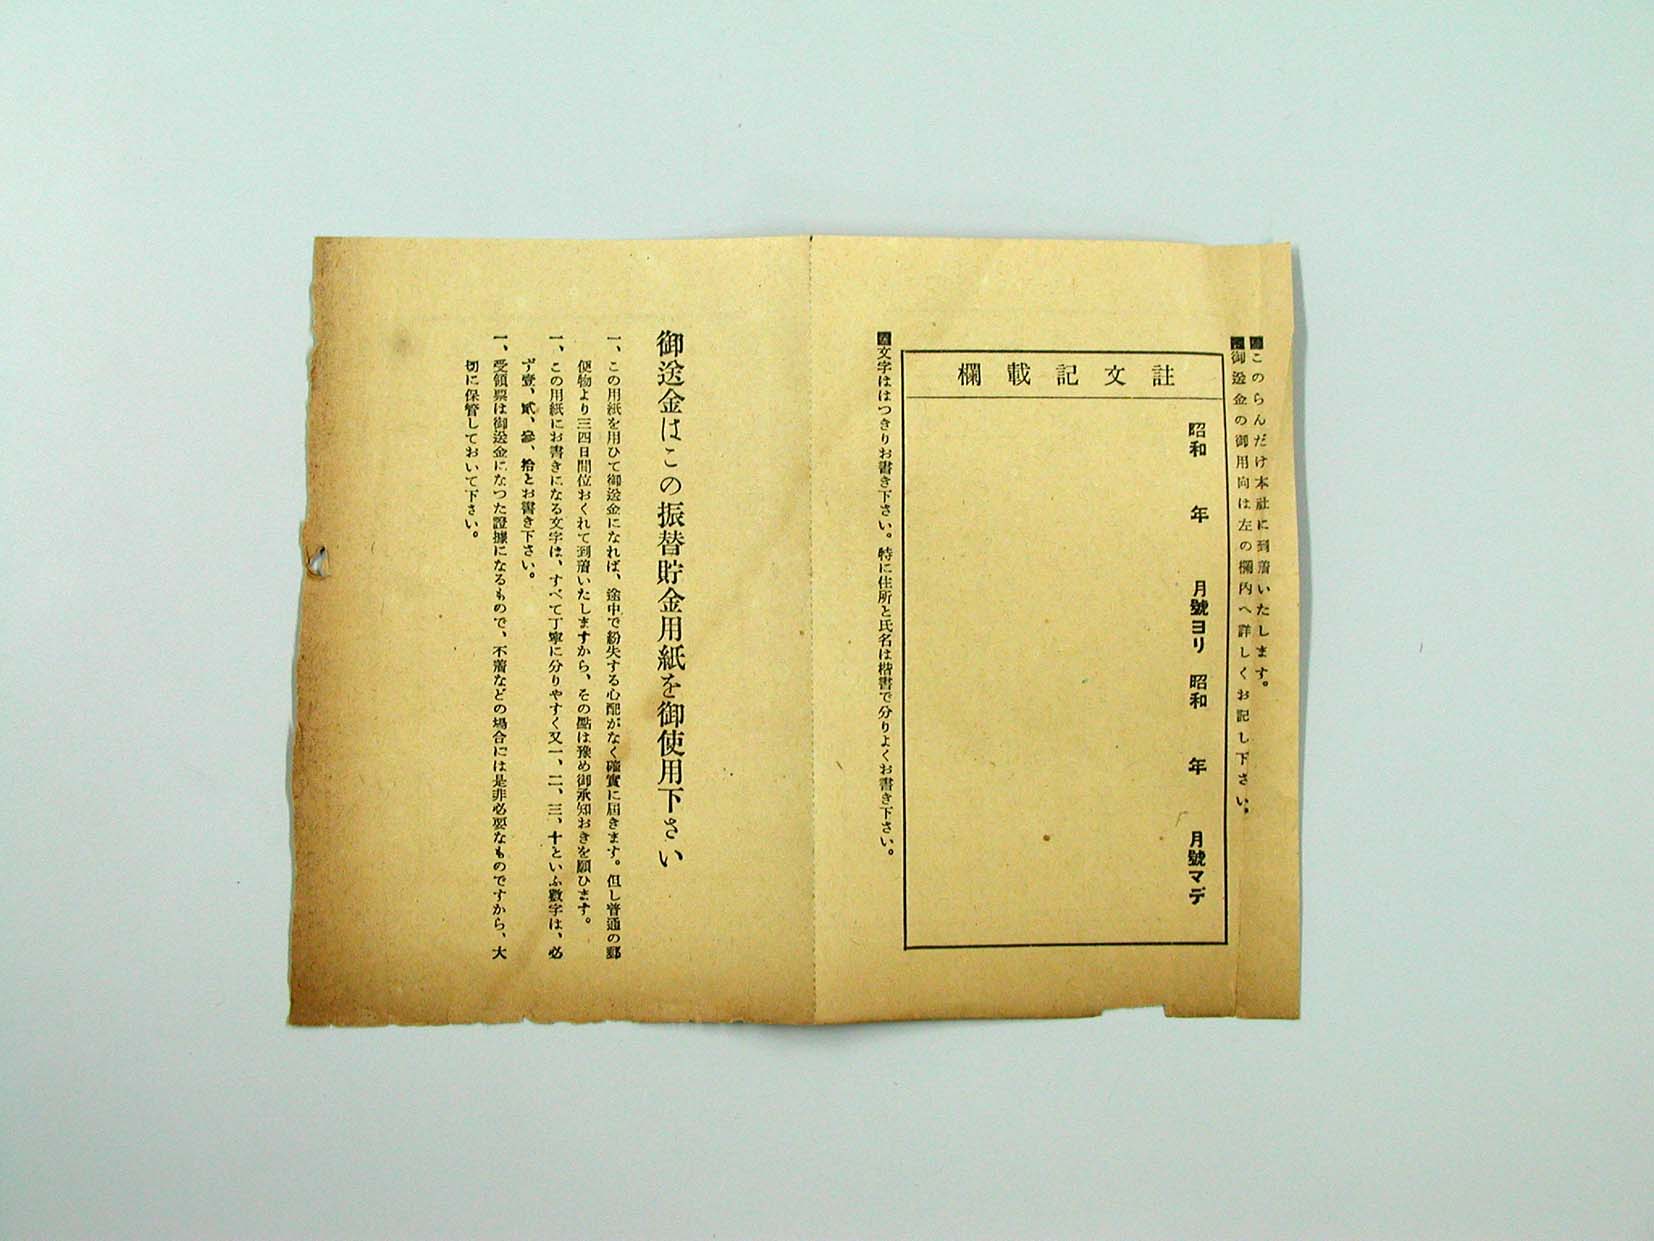 このらんだけ本社に到著いたします。
御送金の御用向は左の欄内へ詳しくお記し下さい。
註文記載欄
昭和　年　月號ヨリ　昭和　年　月號マデ
文字ははつきりお書き下さい。特に住所と氏名は楷書で分りよくお書き下さい。
御送金はこの振替貯金用紙を御使用下さい
一、この用紙を用ひて御送金になれば、途中で紛失する心配がなく確實に屆きます。但し普通の郵
便物より三四日間位おくれて到著いたしますから、その點は豫め御承知おきを願ひます。
一、この用紙にお書きになる文字は、すべて丁寧に分りやすく又一、二、三、十といふ數字は、必
ず壹、貳、參、拾とお書き下さい。
一、受領票は御送金になつた證據になるもので、不著などの場合には是非必要なものですから、大
切に保管しておいて下さい。